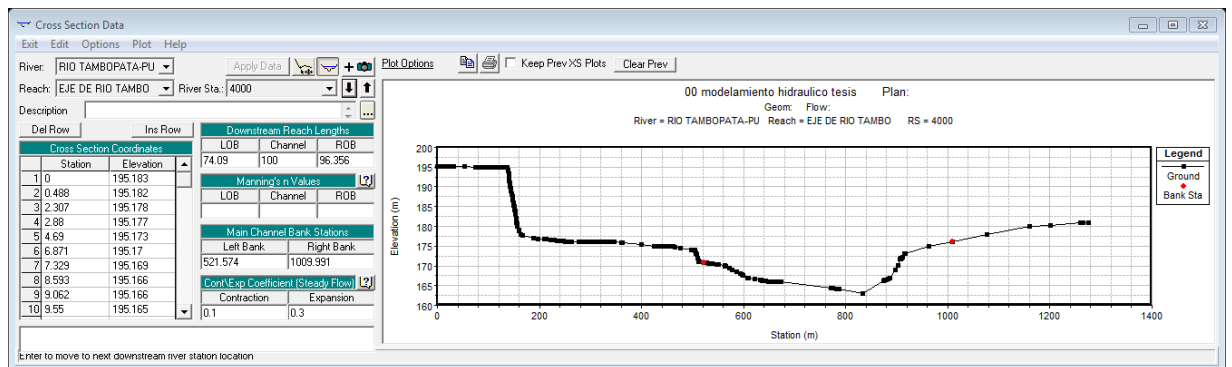 Cross Section Data
Exit Edit Options Plot Help
River: RIO TAMBOPATA-PU Apply Data + Plot Options Keep Prev XS Plots Clear Prev
Reach: EJE DE RIO TAMBO River Sta.: 4000
Description ...
Del Row Ins Row
Cross Section Coordinates
Station Elevation
1 0 195.183
2 0.488 195.182
3 2.307 195.178
4 2.88 195.177
5 4.69 195.173
6 6.871 195.17
7 7.329 195.169
8 8.593 195.166
9 9.062 195.166
10 9.55 195.165
Downstream Reach Lengths
LOB Channel ROB
74.09 100 96.356
Manning's n Values
LOB Channel ROB
Main Channel Bank Stations
Left Bank Right Bank
521.574 1009.991
Cont\Exp Coefficient (Steady Flow)
Contraction Expansion
0.1 0.3
Enter to move to next downstream river station location
00 modelamiento hidraulico tesis Plan:
Geom: Flow:
River = RIO TAMBOPATA-PU Reach = EJE DE RIO TAMBO RS = 4000
Elevation (m)
200
195
190
185
180
175
170
165
160
0 200 400 600 800 1000 1200 1400
Station (m)
Legend
Ground
Bank Sta